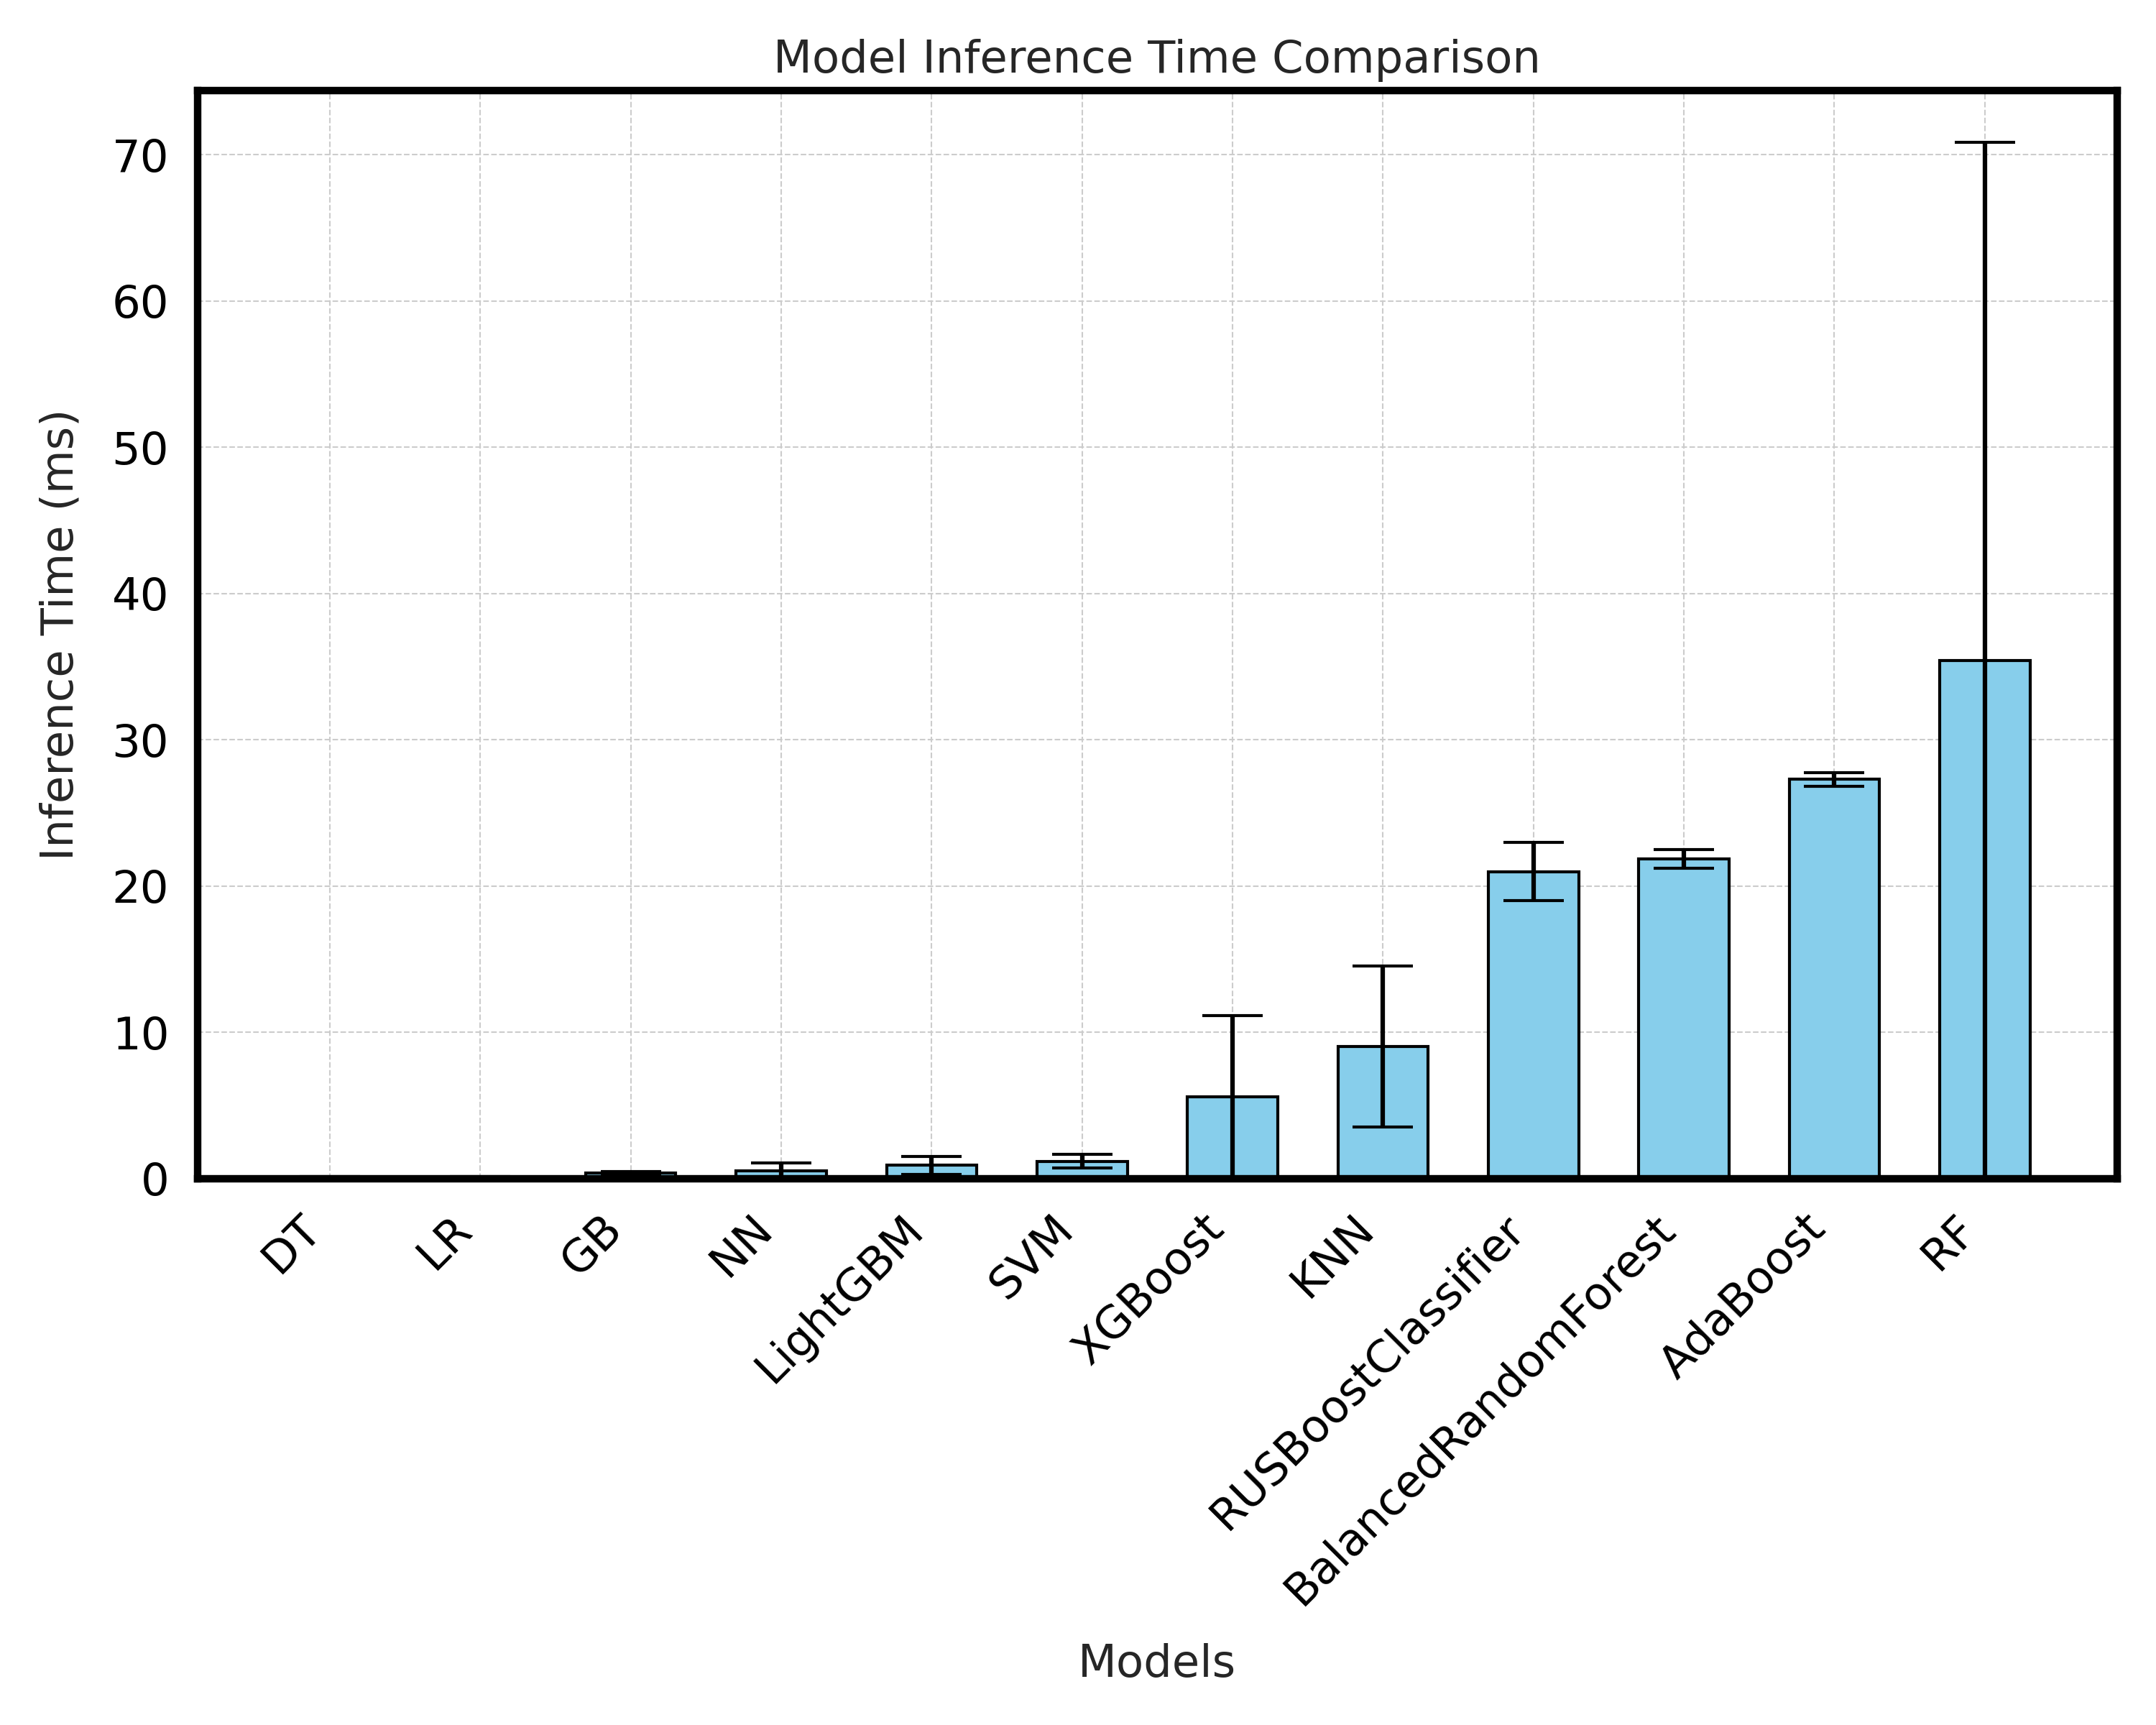 Model Inference Time Comparison
Inference Time (ms)
70
60
50
40
30
20
10
0
DT
LR
GB
NN
LightGBM
SVM
XGBoost
KNN
RUSBoostClassifier
BalancedRandomForest
AdaBoost
RF
Models